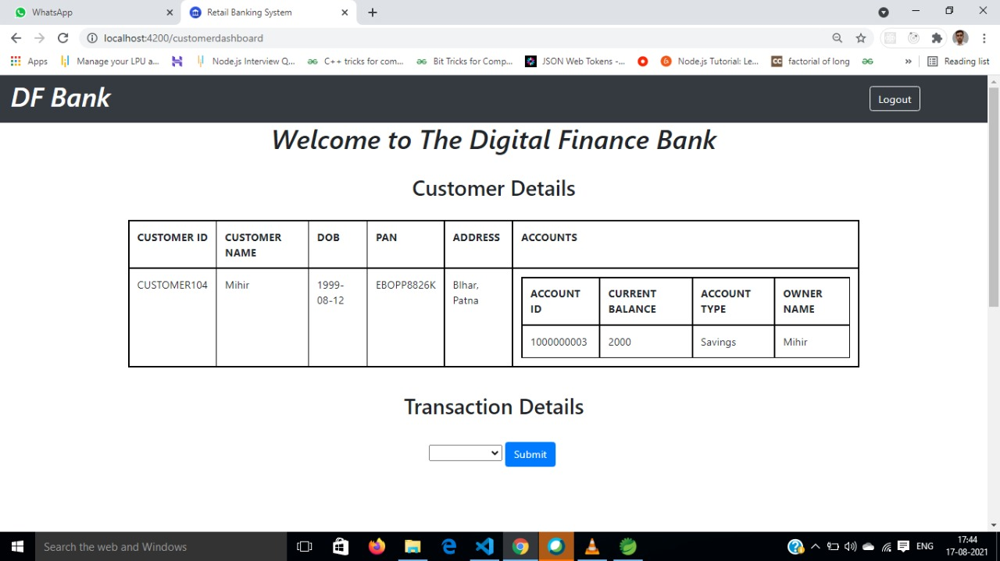 WhatsApp
Retail Banking System
localhost:4200/customerdashboard
Apps
Manage your LPU a...
Node.js Interview Q...
C++ tricks for com...
Bit Tricks for Comp...
JSON Web Tokens -...
Node.js Tutorial: Le...
CC
factorial of long
»
Reading list
DF Bank
Logout
Welcome to The Digital Finance Bank
Customer Details
CUSTOMER ID
CUSTOMER
NAME
DOB
PAN
ADDRESS
ACCOUNTS
CUSTOMER104
Mihir
1999-
08-12
EBOPP8826K
BIhar,
Patna
ACCOUNT
ID
CURRENT
BALANCE
ACCOUNT
TYPE
OWNER
NAME
1000000003
2000
Savings
Mihir
Transaction Details
Submit
Search the web and Windows
ENG
17:44
17-08-2021